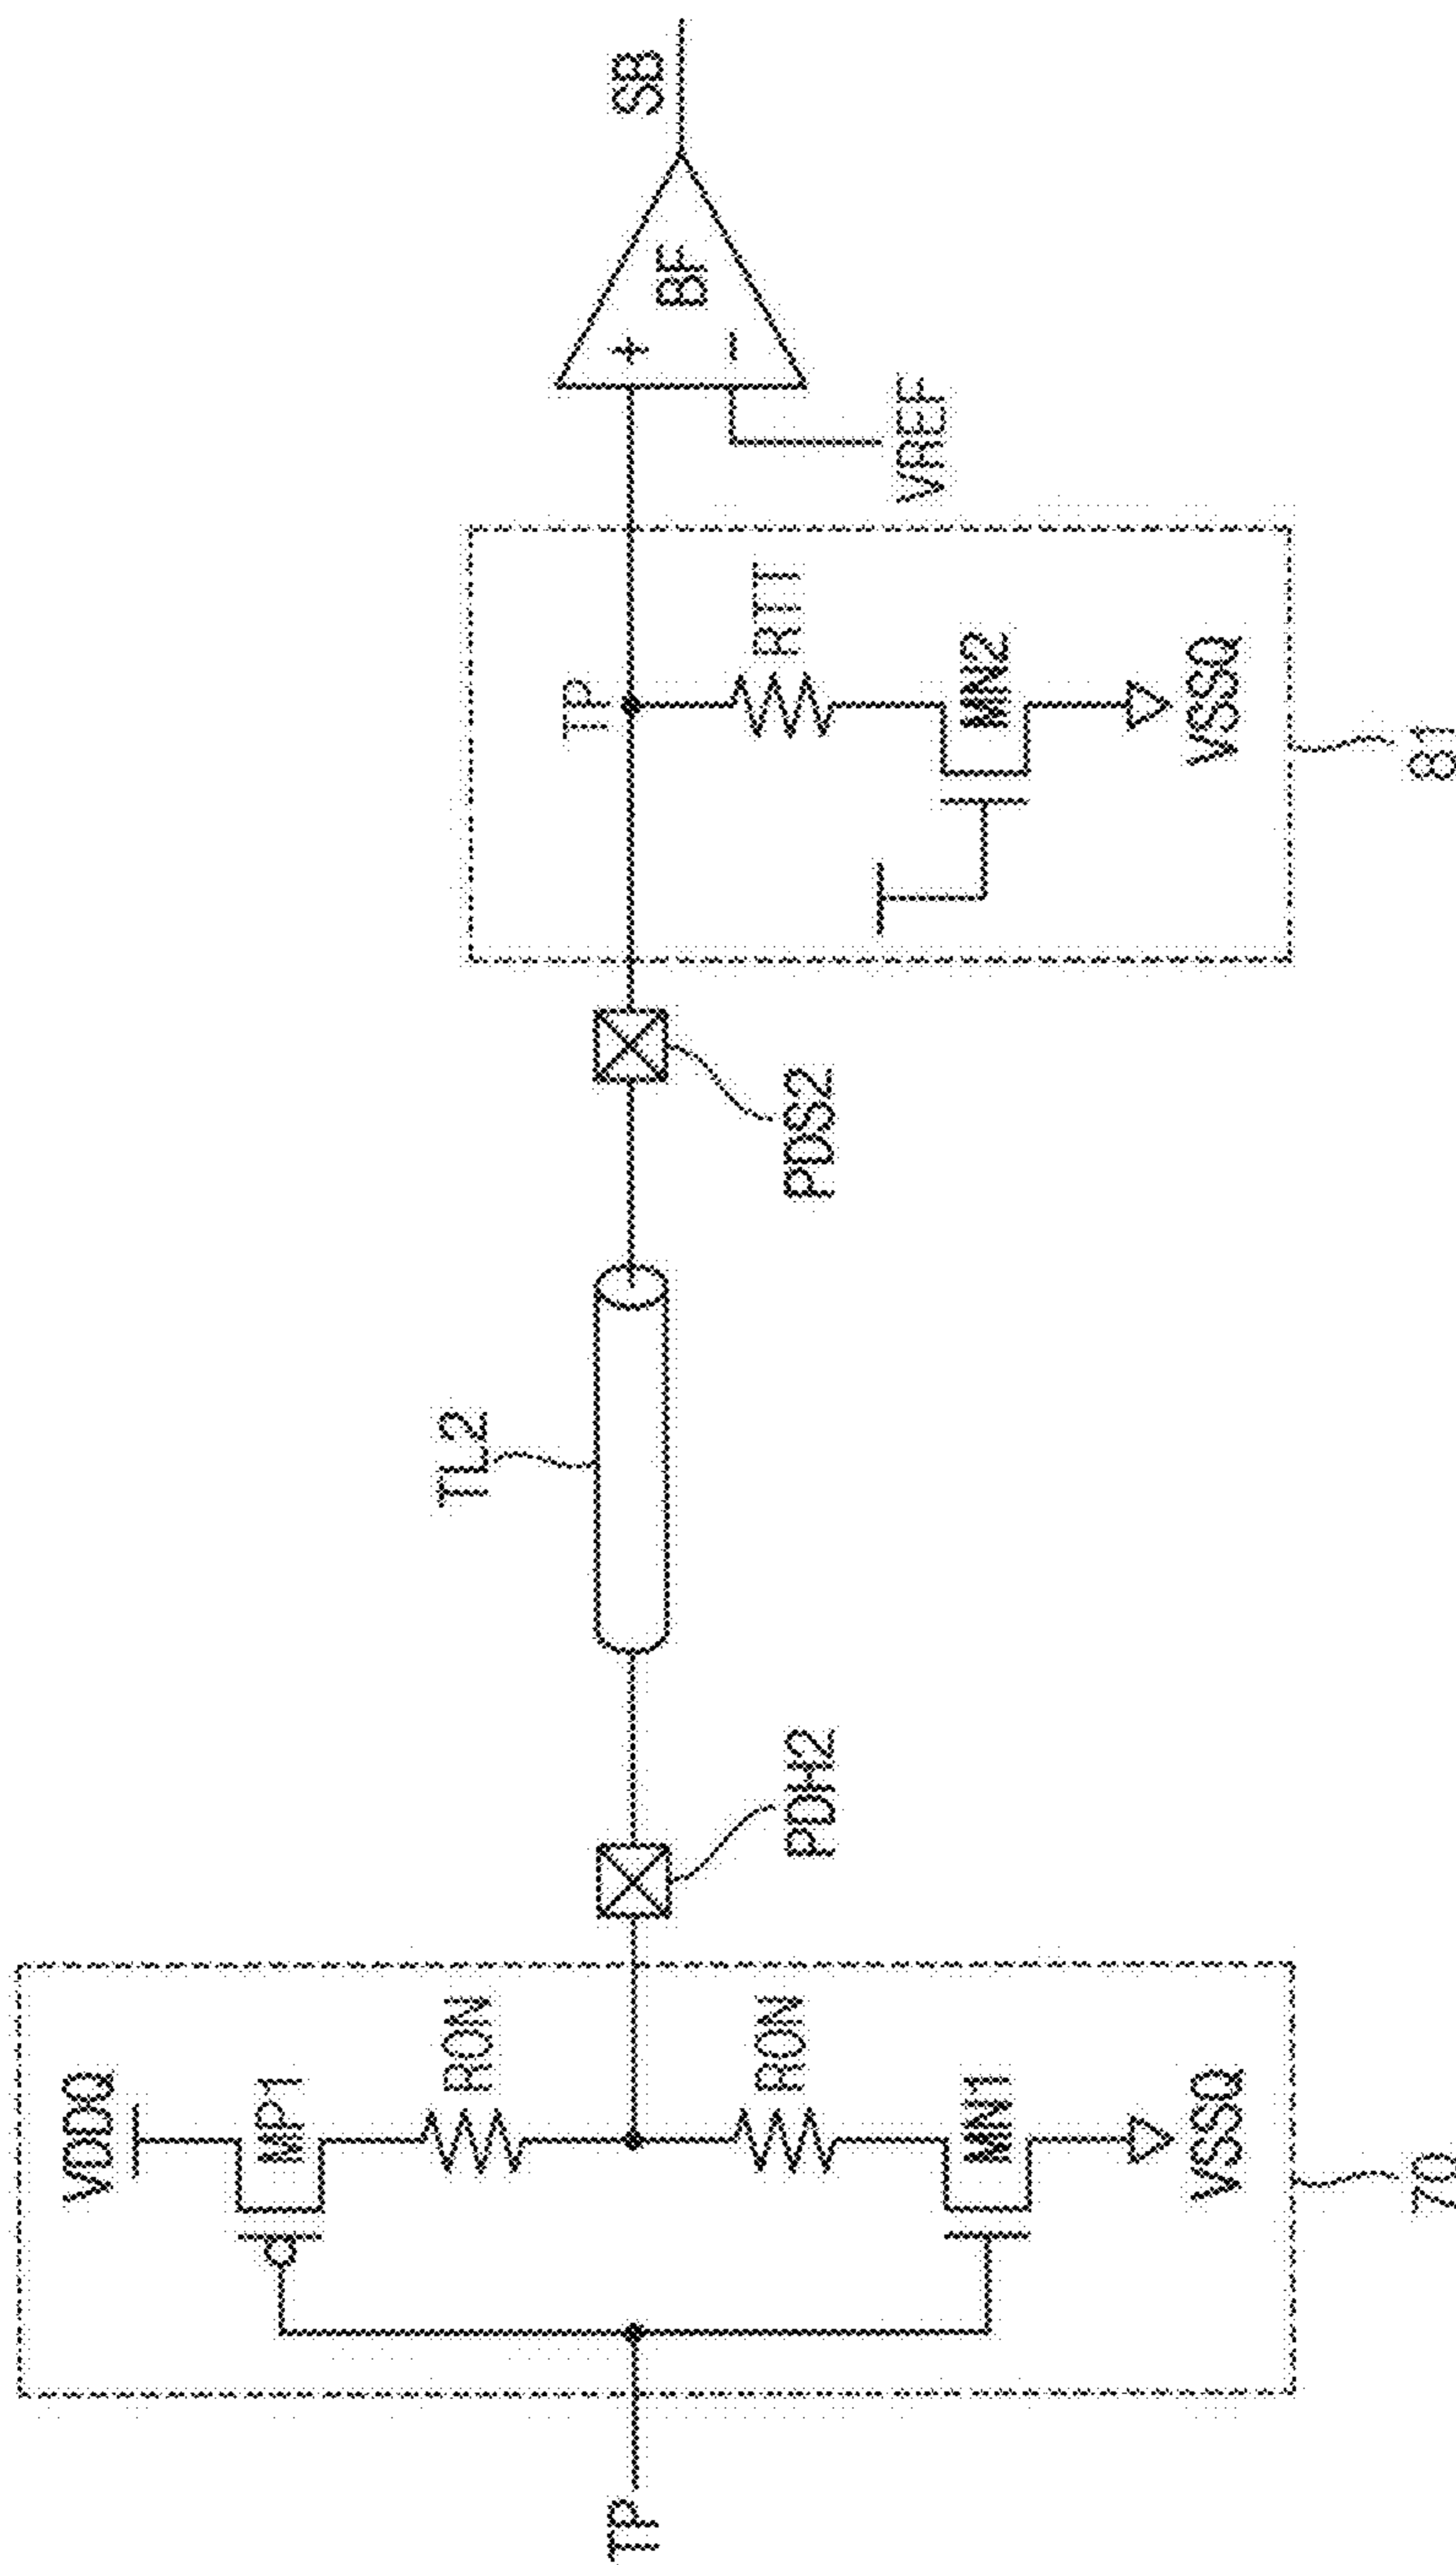 TP
VDDQ
MP1
RON
RON
MN1
VSSQ
70
PDH2
TL2
PDS2
TP
RTT
MN2
VSSQ
81
VREF
+
BF
-
SB